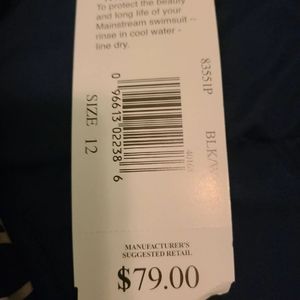 To protect the beauty
and long life of your
Mainstream swimsuit --
rinse in cool water -
line dry.
83551P
BLK/W
0 96613 02238 6
SIZE 12
MANUFACTURER'S
SUGGESTED RETAIL
$79.00